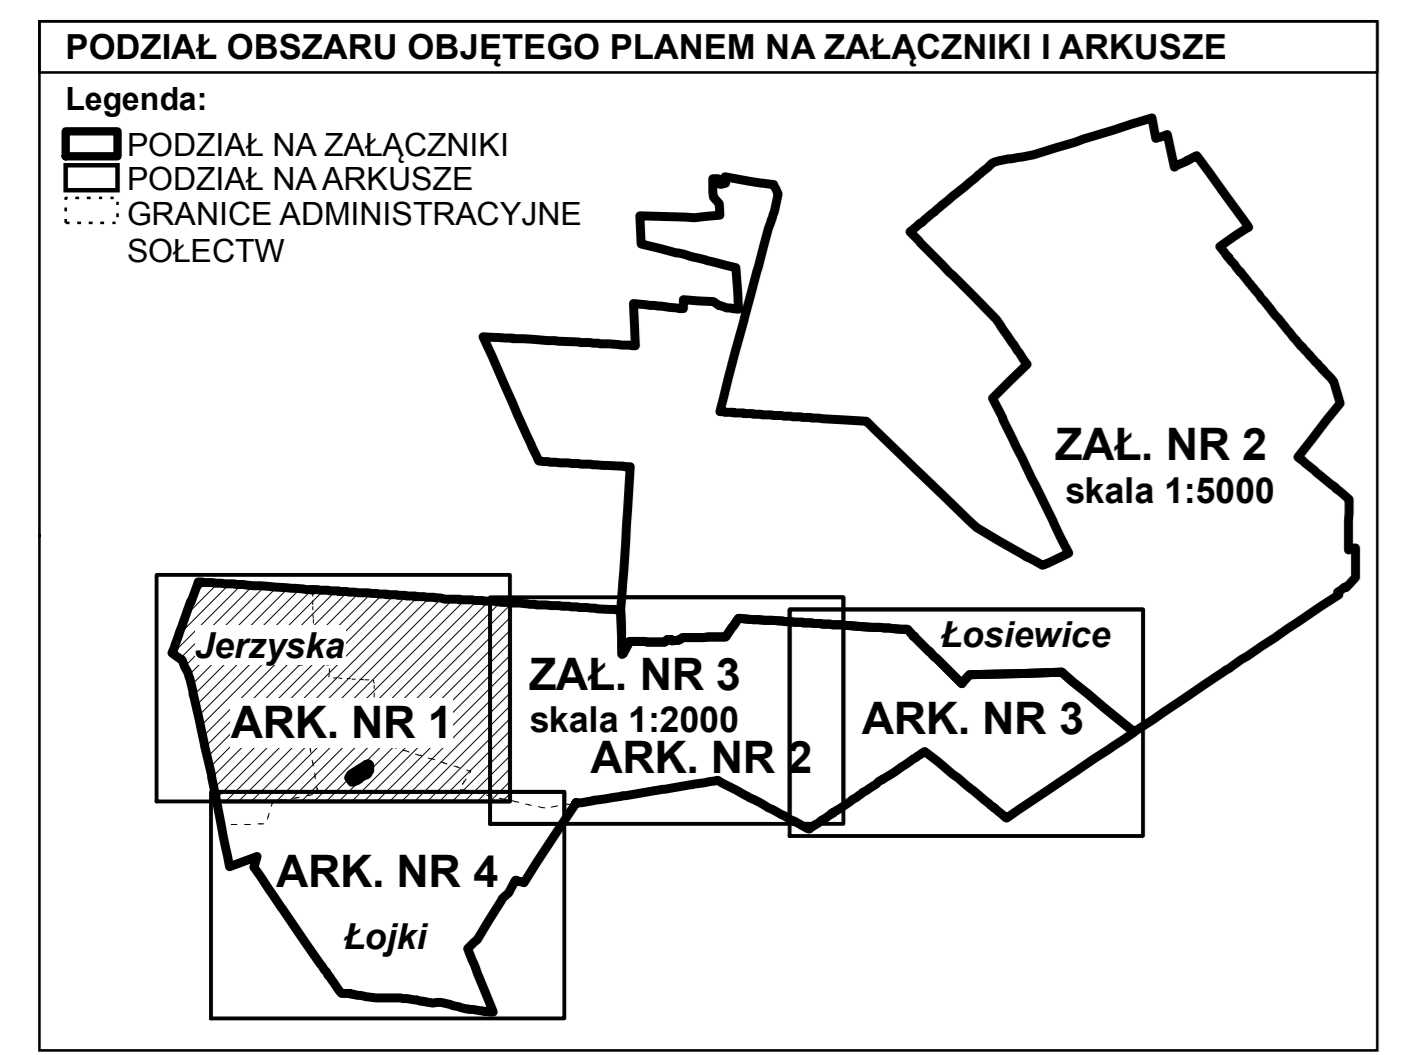 PODZIAŁ OBSZARU OBJĘTEGO PLANEM NA ZAŁĄCZNIKI I ARKUSZE
Legenda:
PODZIAŁ NA ZAŁĄCZNIKI
PODZIAŁ NA ARKUSZE
GRANICE ADMINISTRACYJNE
SOŁECTW
ZAŁ. NR 2
skala 1:5000
Jerzyska
ARK. NR 1
ZAŁ. NR 3
skala 1:2000
ARK. NR 2
Łosiewice
ARK. NR 3
ARK. NR 4
Łojki